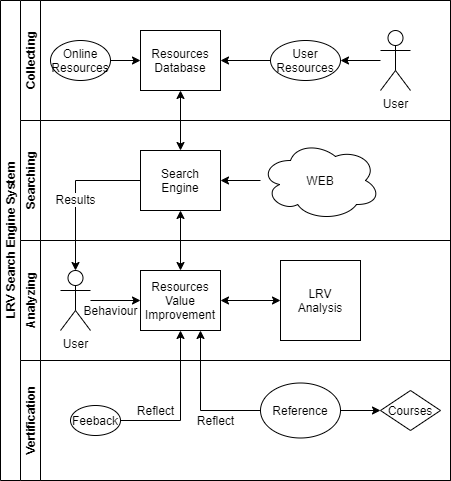 LRV Search Engine System
Collecting
Online
Resources
Resources
Database
User
Resources
User
Searching
Search
Engine
WEB
Results
Analyzing
User
Behaviour
Resources
Value
Improvement
LRV
Analysis
Vertification
Feeback
Reflect
Reflect
Reference
Courses